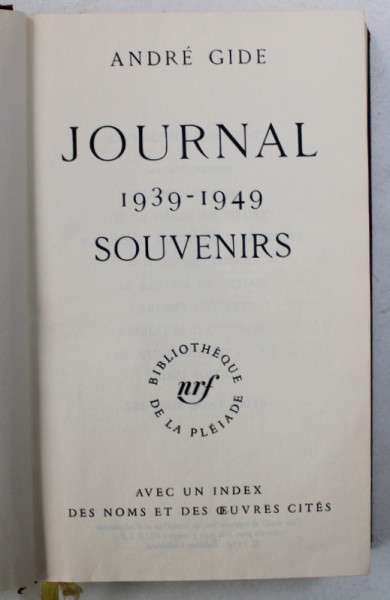 ANDRÉ GIDE
JOURNAL
1939-1949
SOUVENIRS
BIBLIOTHÈQUE
nrf
DE LA PLÉIADE
AVEC UN INDEX
DES NOMS ET DES ŒUVRES CITÉS